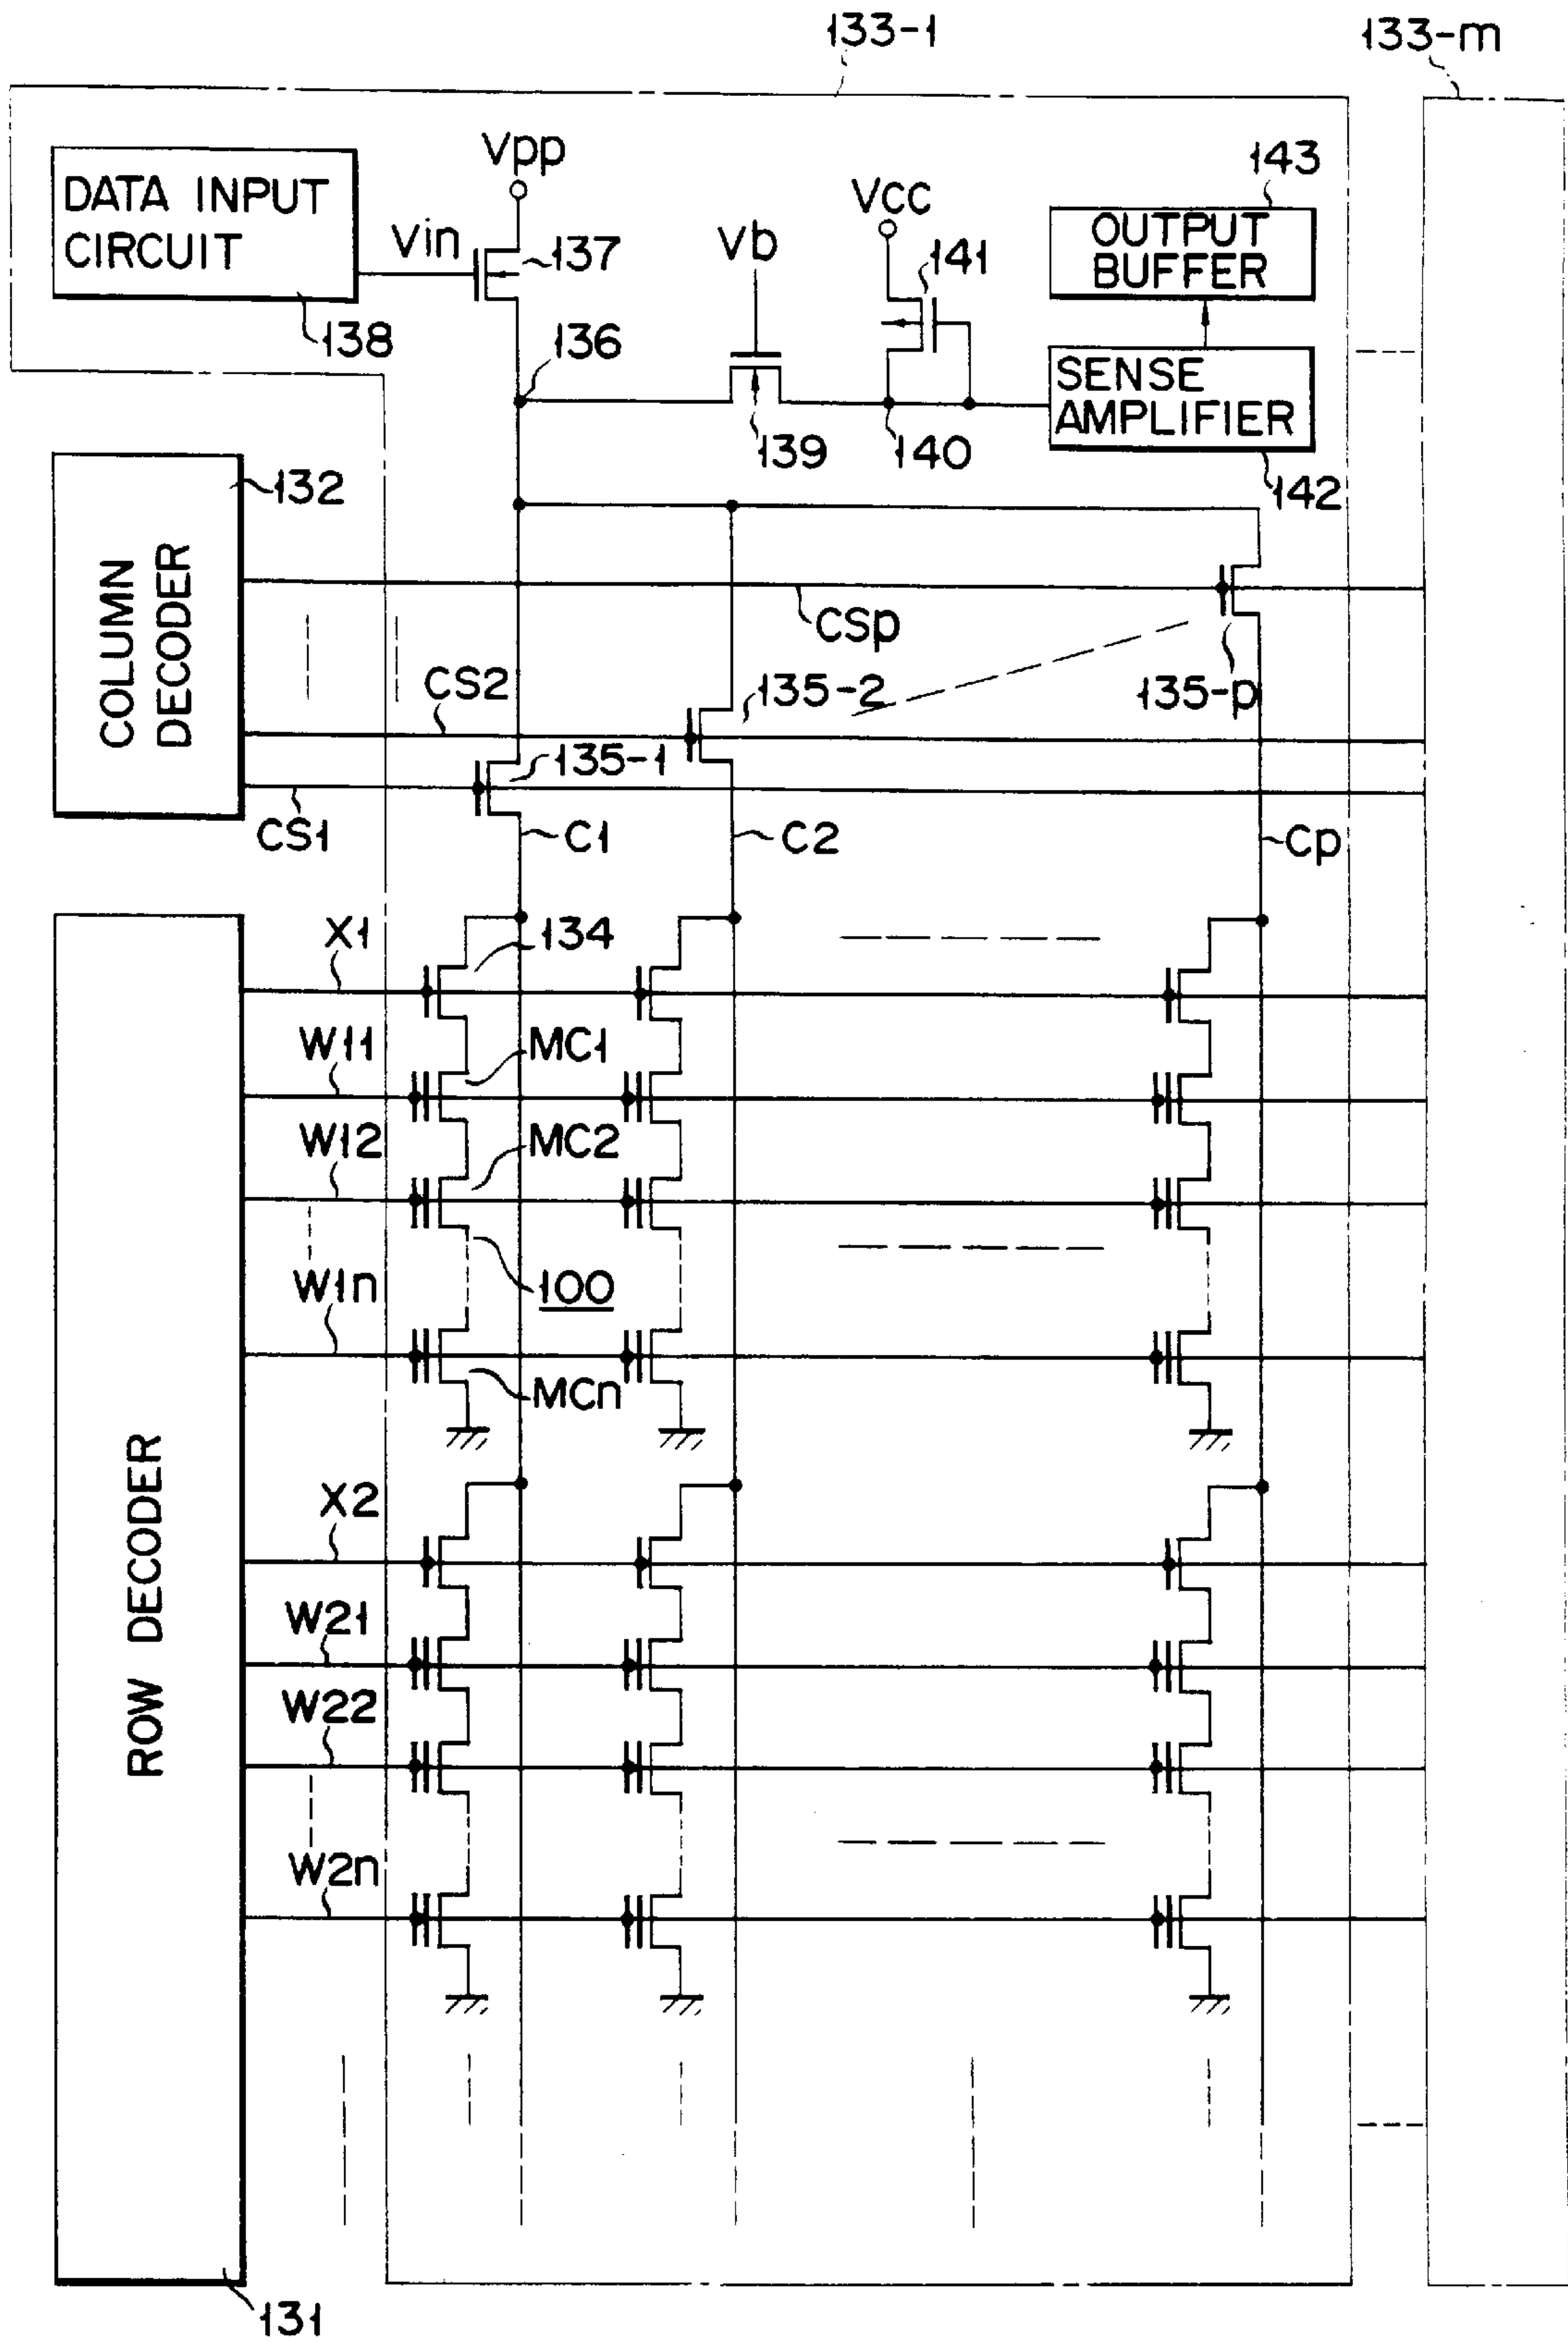 133-1
133-m
DATA INPUT
CIRCUIT
138
Vpp
Vin
137
Vb
Vcc
141
143
OUTPUT
BUFFER
136
139
140
SENSE
AMPLIFIER
142
132
COLUMN
DECODER
CSp
CS2
135-2
135-p
135-1
CS1
C1
C2
Cp
X1
134
W11
MC1
W12
MC2
W1n
100
MCn
ROW DECODER
X2
W21
W22
W2n
131